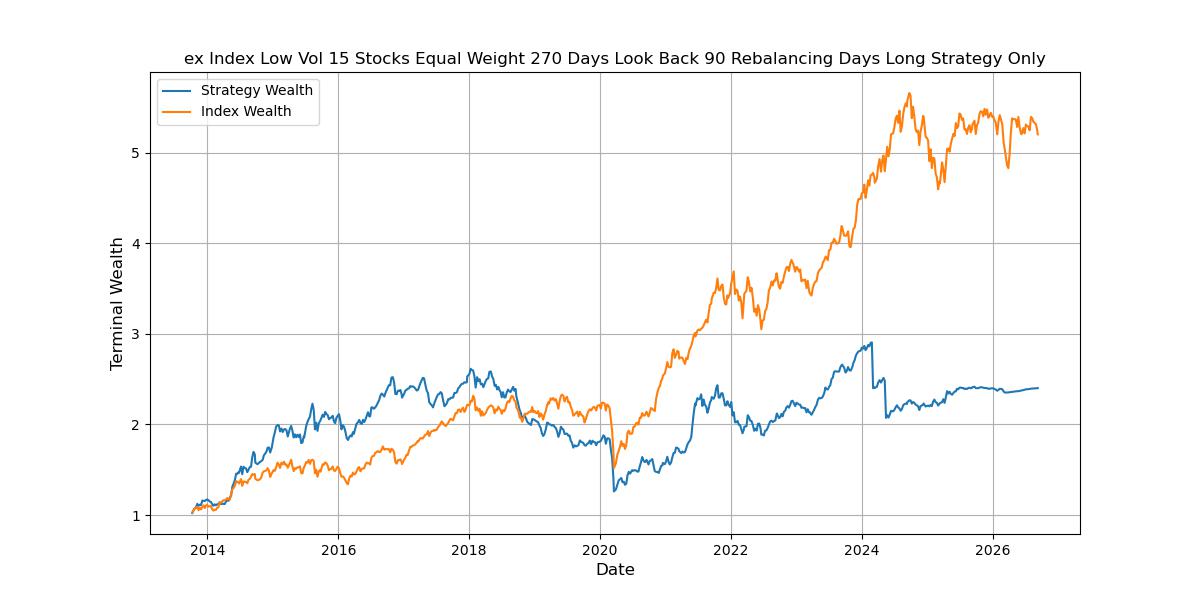 ex Index Low Vol 15 Stocks Equal Weight 270 Days Look Back 90 Rebalancing Days Long Strategy Only
Strategy Wealth
Index Wealth
Terminal Wealth
5
4
3
2
1
2014 2016 2018 2020 2022 2024 2026
Date